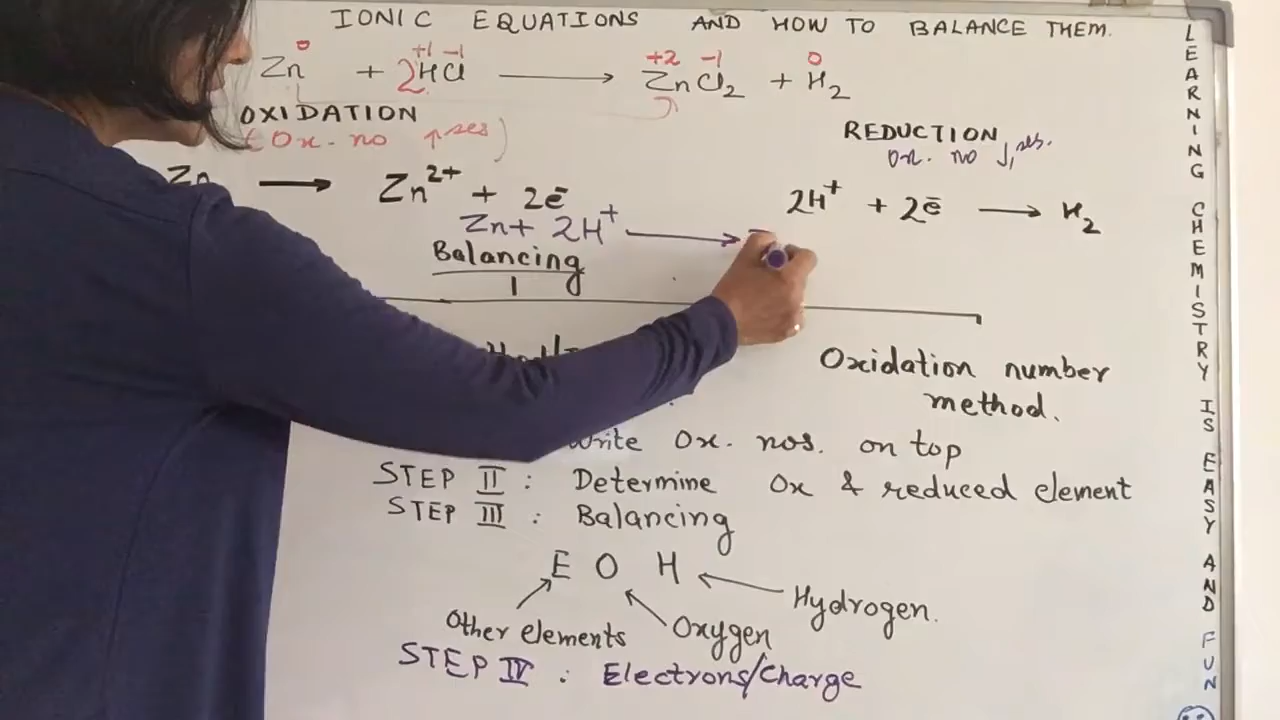 IONIC EQUATIONS AND HOW TO BALANCE THEM.
0 +1 -1 +2 -1 0
Zn + 2HCl ⟶ ZnCl₂ + H₂
OXIDATION
(Ox. no ↑ses)
REDUCTION
ox. no ↓ses.
Zn ⟶ Zn²⁺ + 2ē
2H⁺ + 2ē ⟶ H₂
Zn + 2H⁺ ⟶
Balancing
Oxidation number
method.
Write Ox. nos. on top
STEP II : Determine Ox & reduced element
STEP III : Balancing
E O H
Hydrogen.
Other elements
Oxygen
STEP IV : Electrons/Charge
LEARNING CHEMISTRY IS EASY AND FUN